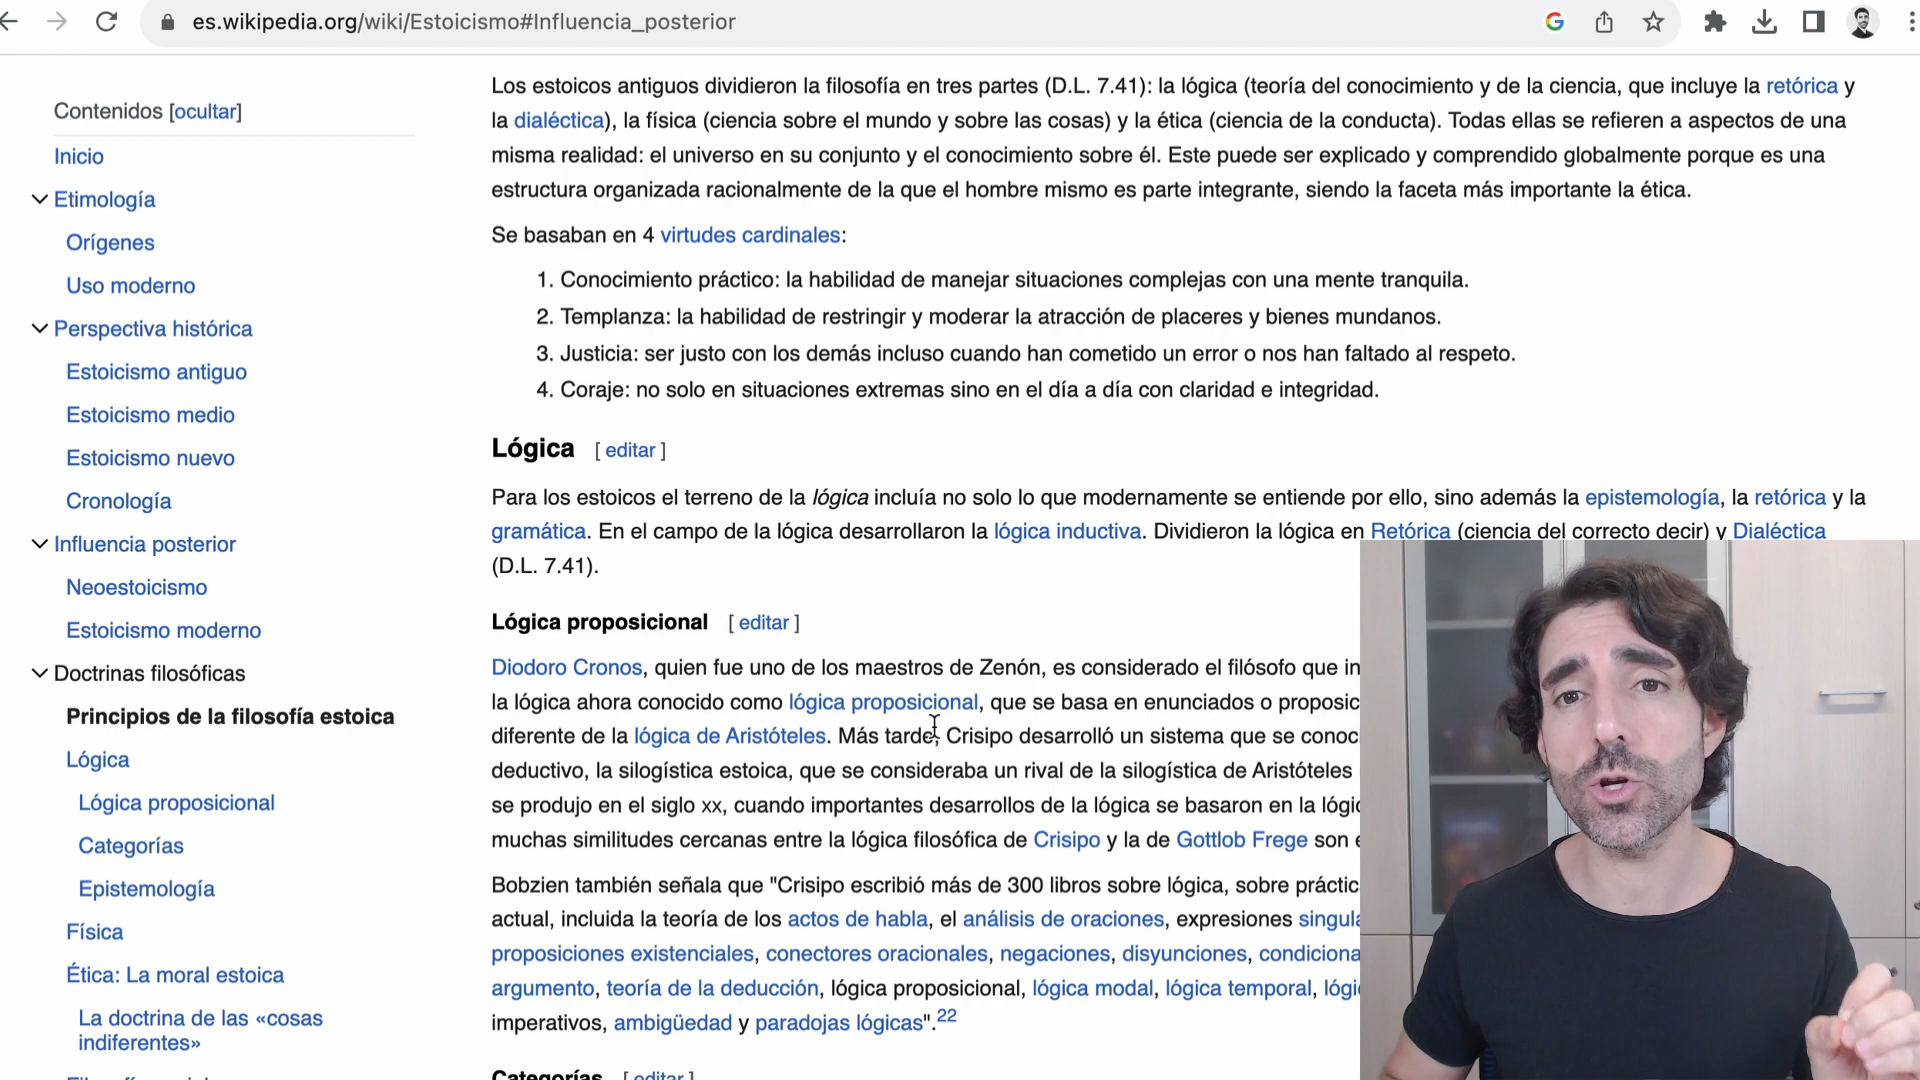 es.wikipedia.org/wiki/Estoicismo#Influencia_posterior
Contenidos [ocultar]
Inicio
Etimología
Orígenes
Uso moderno
Perspectiva histórica
Estoicismo antiguo
Estoicismo medio
Estoicismo nuevo
Cronología
Influencia posterior
Neoestoicismo
Estoicismo moderno
Doctrinas filosóficas
Principios de la filosofía estoica
Lógica
Lógica proposicional
Categorías
Epistemología
Física
Ética: La moral estoica
La doctrina de las «cosas
indiferentes»
Los estoicos antiguos dividieron la filosofía en tres partes (D.L. 7.41): la lógica (teoría del conocimiento y de la ciencia, que incluye la retórica y
la dialéctica), la física (ciencia sobre el mundo y sobre las cosas) y la ética (ciencia de la conducta). Todas ellas se refieren a aspectos de una
misma realidad: el universo en su conjunto y el conocimiento sobre él. Este puede ser explicado y comprendido globalmente porque es una
estructura organizada racionalmente de la que el hombre mismo es parte integrante, siendo la faceta más importante la ética.
Se basaban en 4 virtudes cardinales:
1. Conocimiento práctico: la habilidad de manejar situaciones complejas con una mente tranquila.
2. Templanza: la habilidad de restringir y moderar la atracción de placeres y bienes mundanos.
3. Justicia: ser justo con los demás incluso cuando han cometido un error o nos han faltado al respeto.
4. Coraje: no solo en situaciones extremas sino en el día a día con claridad e integridad.
Lógica [ editar ]
Para los estoicos el terreno de la lógica incluía no solo lo que modernamente se entiende por ello, sino además la epistemología, la retórica y la
gramática. En el campo de la lógica desarrollaron la lógica inductiva. Dividieron la lógica en Retórica (ciencia del correcto decir) y Dialéctica
(D.L. 7.41).
Lógica proposicional [ editar ]
Diodoro Cronos, quien fue uno de los maestros de Zenón, es considerado el filósofo que in
la lógica ahora conocido como lógica proposicional, que se basa en enunciados o proposic
diferente de la lógica de Aristóteles. Más tarde, Crisipo desarrolló un sistema que se conoc
deductivo, la silogística estoica, que se consideraba un rival de la silogística de Aristóteles
se produjo en el siglo xx, cuando importantes desarrollos de la lógica se basaron en la lógic
muchas similitudes cercanas entre la lógica filosófica de Crisipo y la de Gottlob Frege son e
Bobzien también señala que "Crisipo escribió más de 300 libros sobre lógica, sobre práctic
actual, incluida la teoría de los actos de habla, el análisis de oraciones, expresiones singula
proposiciones existenciales, conectores oracionales, negaciones, disyunciones, condiciona
argumento, teoría de la deducción, lógica proposicional, lógica modal, lógica temporal, lógi
imperativos, ambigüedad y paradojas lógicas".22
Categorías [ editar ]